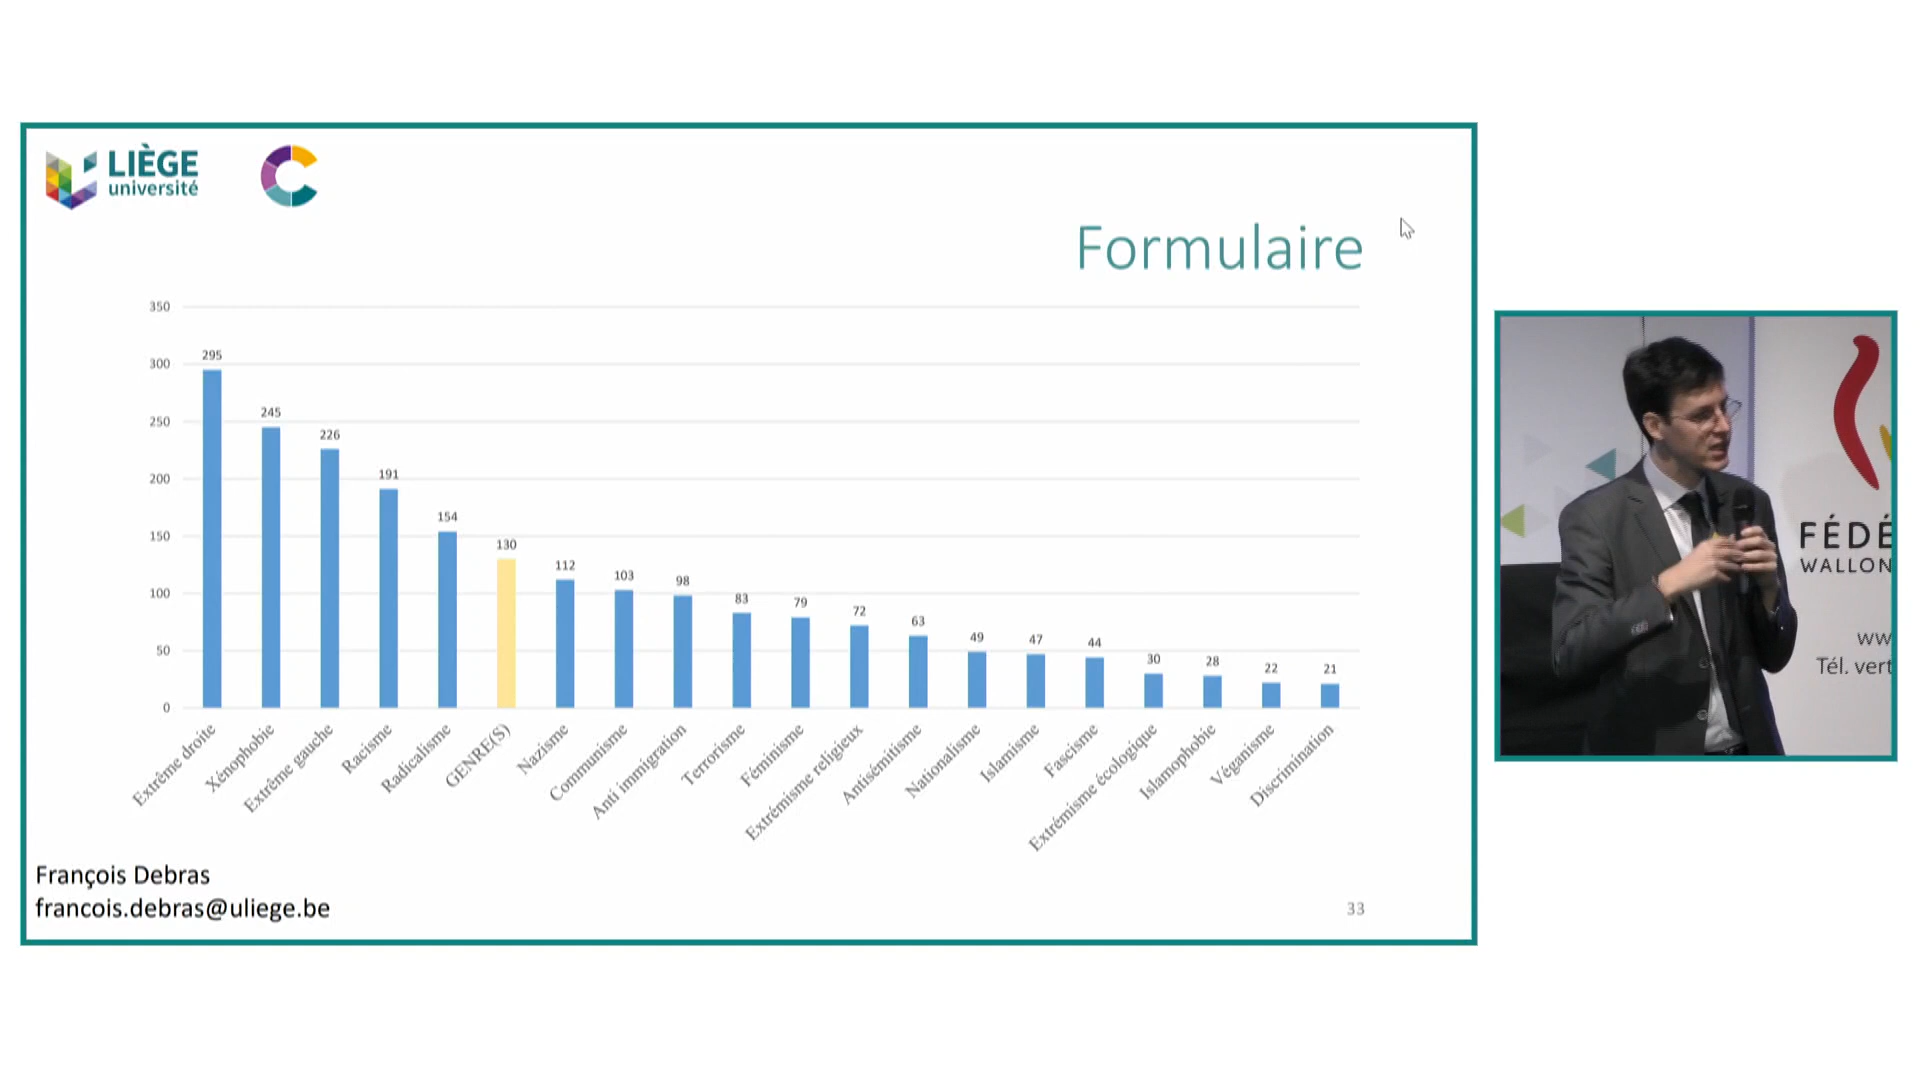 LIÈGE
université
Formulaire
350
300
250
200
150
100
50
0
295
245
226
191
154
130
112
103
98
83
79
72
63
49
47
44
30
28
22
21
Extrême droite
Xénophobie
Extrême gauche
Racisme
Radicalisme
GENRE(S)
Nazisme
Communisme
Anti immigration
Terrorisme
Féminisme
Extrémisme religieux
Antisémitisme
Nationalisme
Islamisme
Fascisme
Extrémisme écologique
Islamophobie
Véganisme
Discrimination
François Debras
francois.debras@uliege.be
33
FÉDÉ
WALLON
ww
Tél. vert